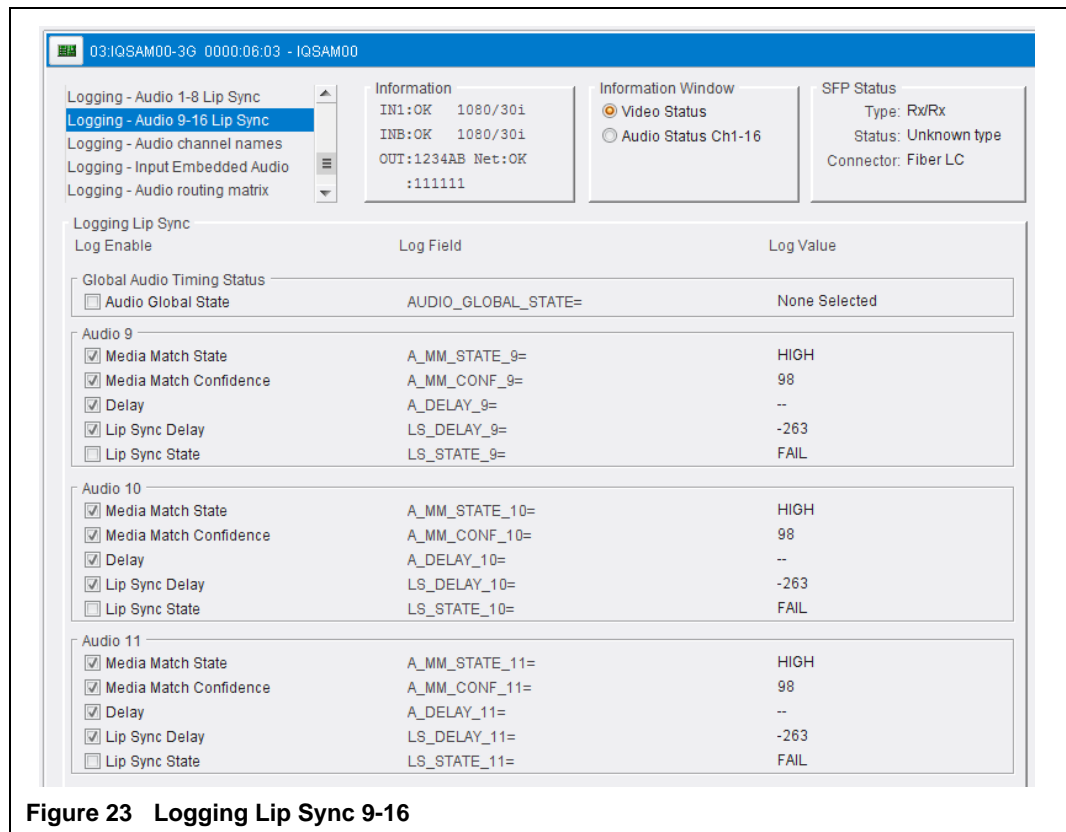 03:IQSAM00-3G 0000:06:03 - IQSAM00
Logging - Audio 1-8 Lip Sync
Logging - Audio 9-16 Lip Sync
Logging - Audio channel names
Logging - Input Embedded Audio
Logging - Audio routing matrix
Information
IN1:OK 1080/30i
INB:OK 1080/30i
OUT:1234AB Net:OK
:111111
Information Window
Video Status
Audio Status Ch1-16
SFP Status
Type: Rx/Rx
Status: Unknown type
Connector: Fiber LC
Logging Lip Sync
Log Enable Log Field Log Value
Global Audio Timing Status
Audio Global State AUDIO_GLOBAL_STATE= None Selected
Audio 9
Media Match State A_MM_STATE_9= HIGH
Media Match Confidence A_MM_CONF_9= 98
Delay A_DELAY_9= --
Lip Sync Delay LS_DELAY_9= -263
Lip Sync State LS_STATE_9= FAIL
Audio 10
Media Match State A_MM_STATE_10= HIGH
Media Match Confidence A_MM_CONF_10= 98
Delay A_DELAY_10= --
Lip Sync Delay LS_DELAY_10= -263
Lip Sync State LS_STATE_10= FAIL
Audio 11
Media Match State A_MM_STATE_11= HIGH
Media Match Confidence A_MM_CONF_11= 98
Delay A_DELAY_11= --
Lip Sync Delay LS_DELAY_11= -263
Lip Sync State LS_STATE_11= FAIL
Figure 23 Logging Lip Sync 9-16